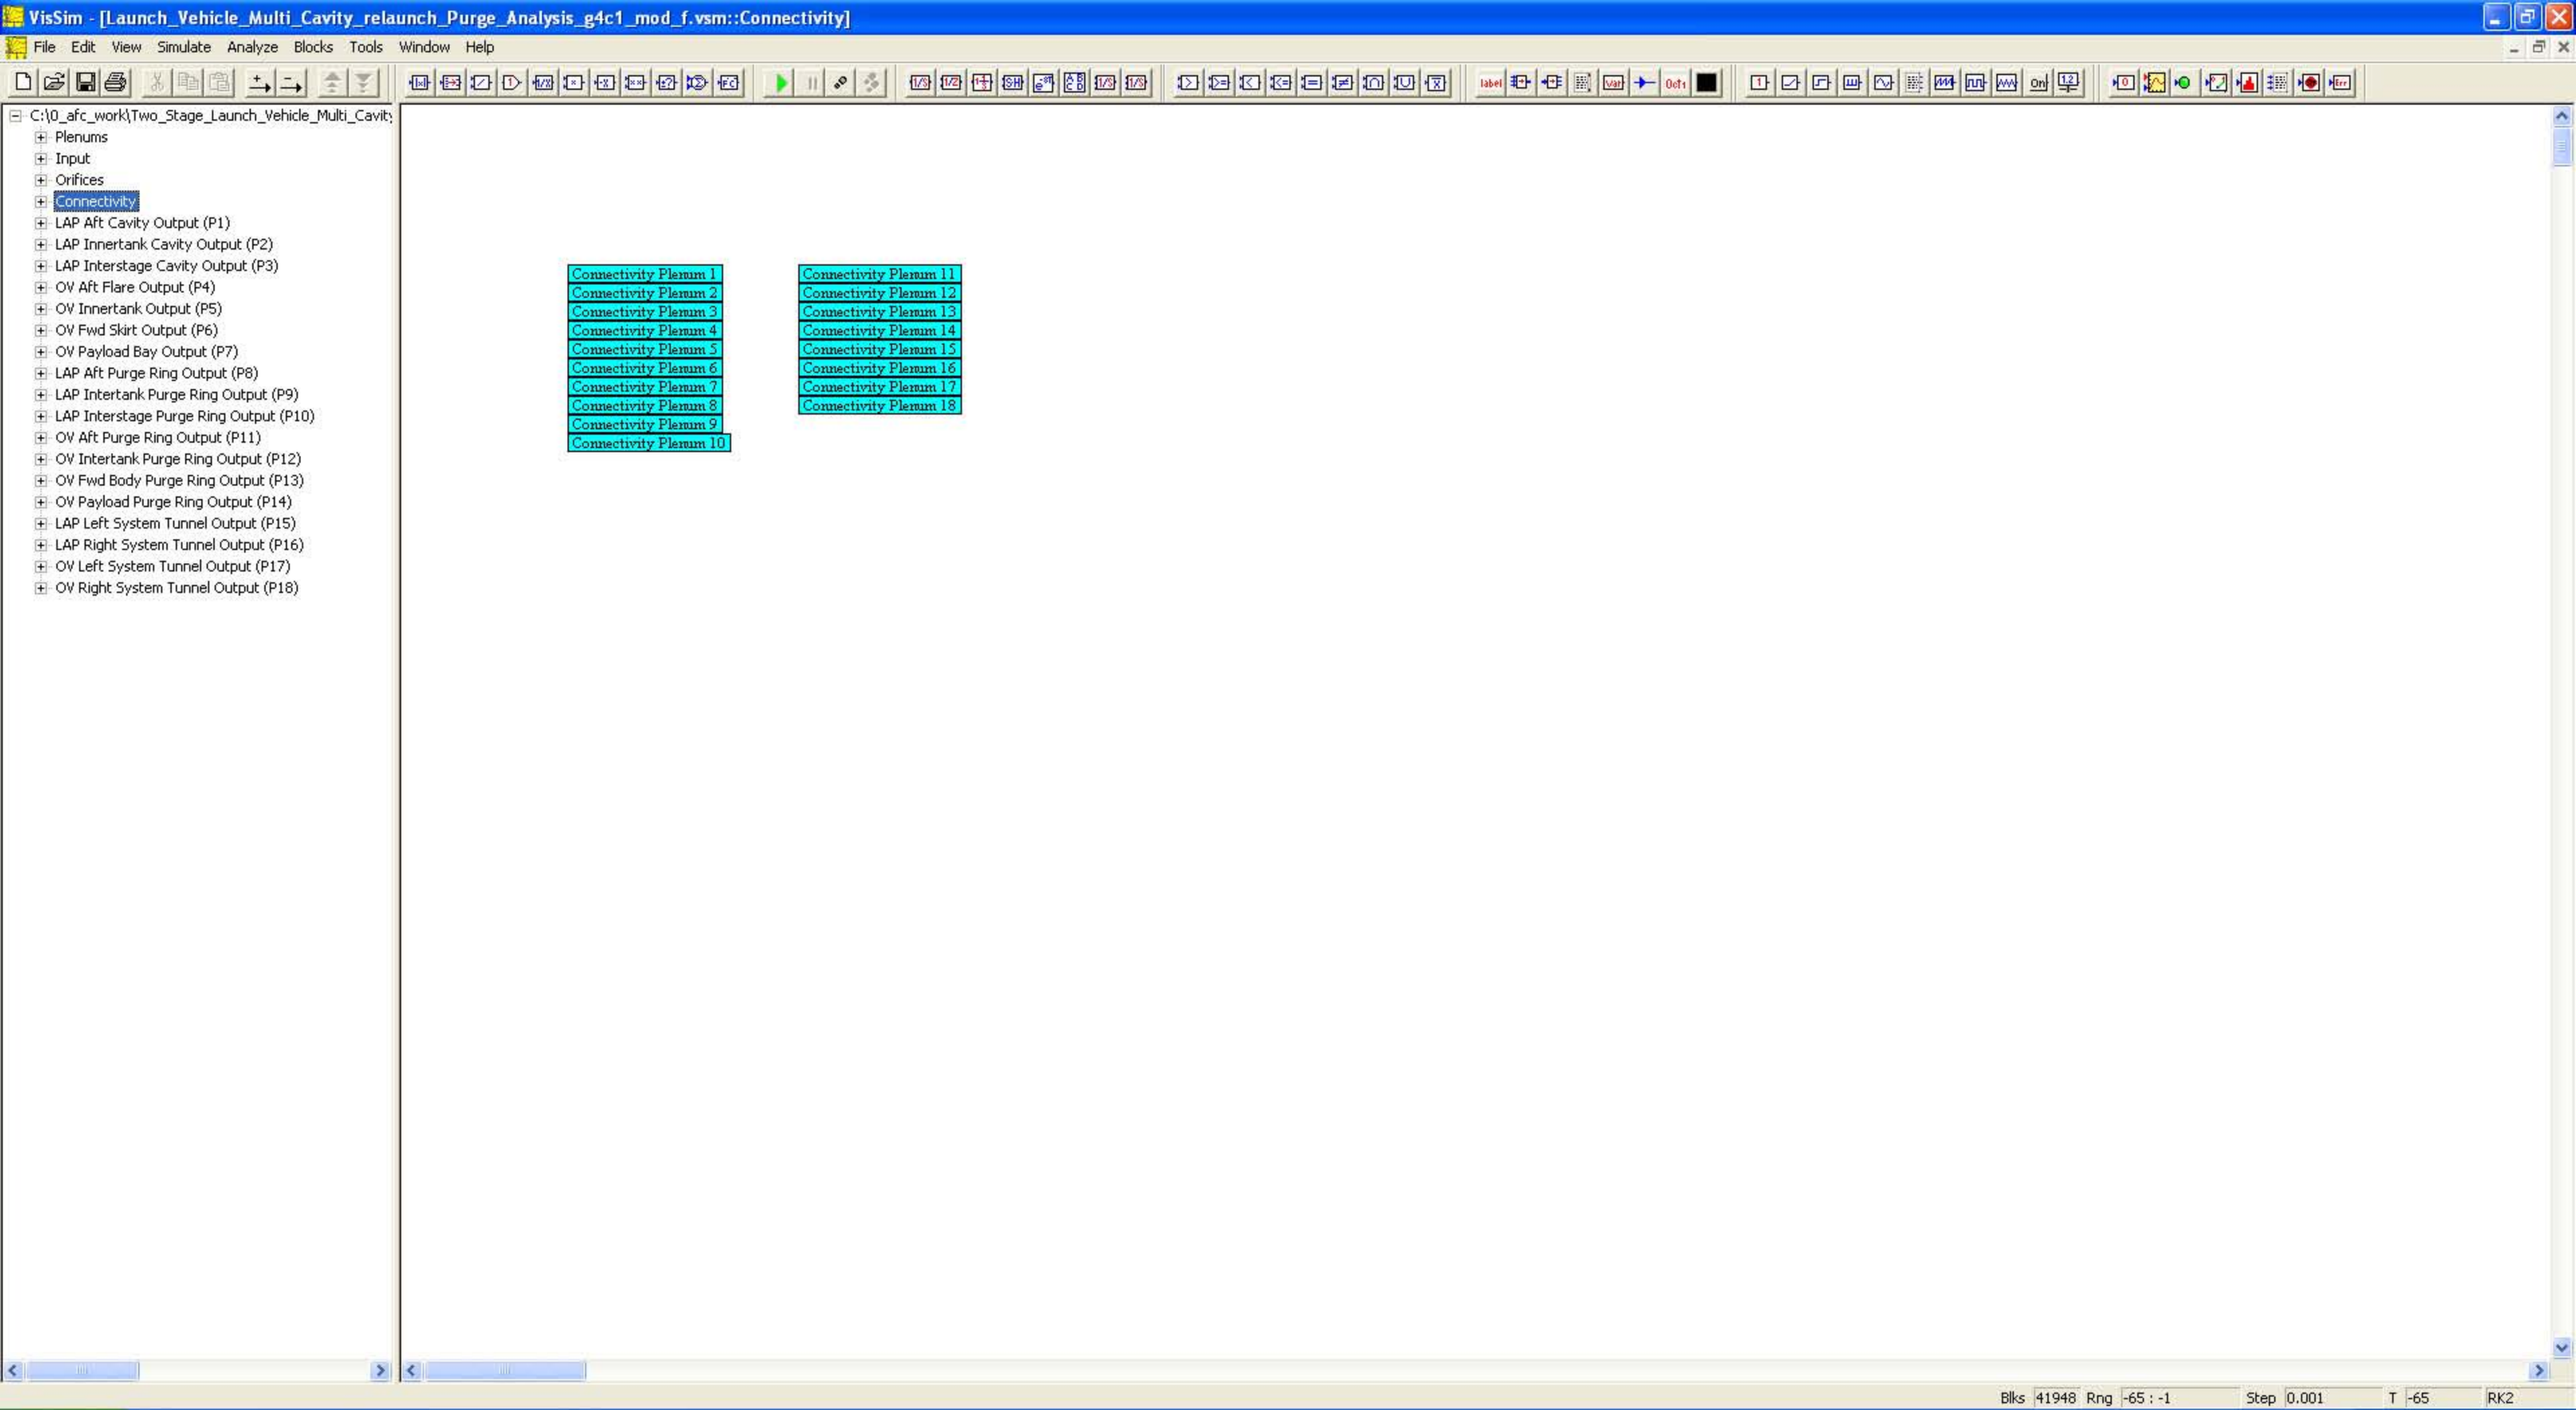 VisSim - [Launch_Vehicle_Multi_Cavity_relaunch_Purge_Analysis_g4c1_mod_f.vsm::Connectivity]
File Edit View Simulate Analyze Blocks Tools Window Help
C:\0_afc_work\Two_Stage_Launch_Vehicle_Multi_Cavity
Plenums
Input
Orifices
Connectivity
LAP Aft Cavity Output (P1)
LAP Innertank Cavity Output (P2)
LAP Interstage Cavity Output (P3)
OV Aft Flare Output (P4)
OV Innertank Output (P5)
OV Fwd Skirt Output (P6)
OV Payload Bay Output (P7)
LAP Aft Purge Ring Output (P8)
LAP Intertank Purge Ring Output (P9)
LAP Interstage Purge Ring Output (P10)
OV Aft Purge Ring Output (P11)
OV Intertank Purge Ring Output (P12)
OV Fwd Body Purge Ring Output (P13)
OV Payload Purge Ring Output (P14)
LAP Left System Tunnel Output (P15)
LAP Right System Tunnel Output (P16)
OV Left System Tunnel Output (P17)
OV Right System Tunnel Output (P18)
Connectivity Plenum 1
Connectivity Plenum 2
Connectivity Plenum 3
Connectivity Plenum 4
Connectivity Plenum 5
Connectivity Plenum 6
Connectivity Plenum 7
Connectivity Plenum 8
Connectivity Plenum 9
Connectivity Plenum 10
Connectivity Plenum 11
Connectivity Plenum 12
Connectivity Plenum 13
Connectivity Plenum 14
Connectivity Plenum 15
Connectivity Plenum 16
Connectivity Plenum 17
Connectivity Plenum 18
Blks 41948 Rng -65 : -1 Step 0.001 T -65 RK2